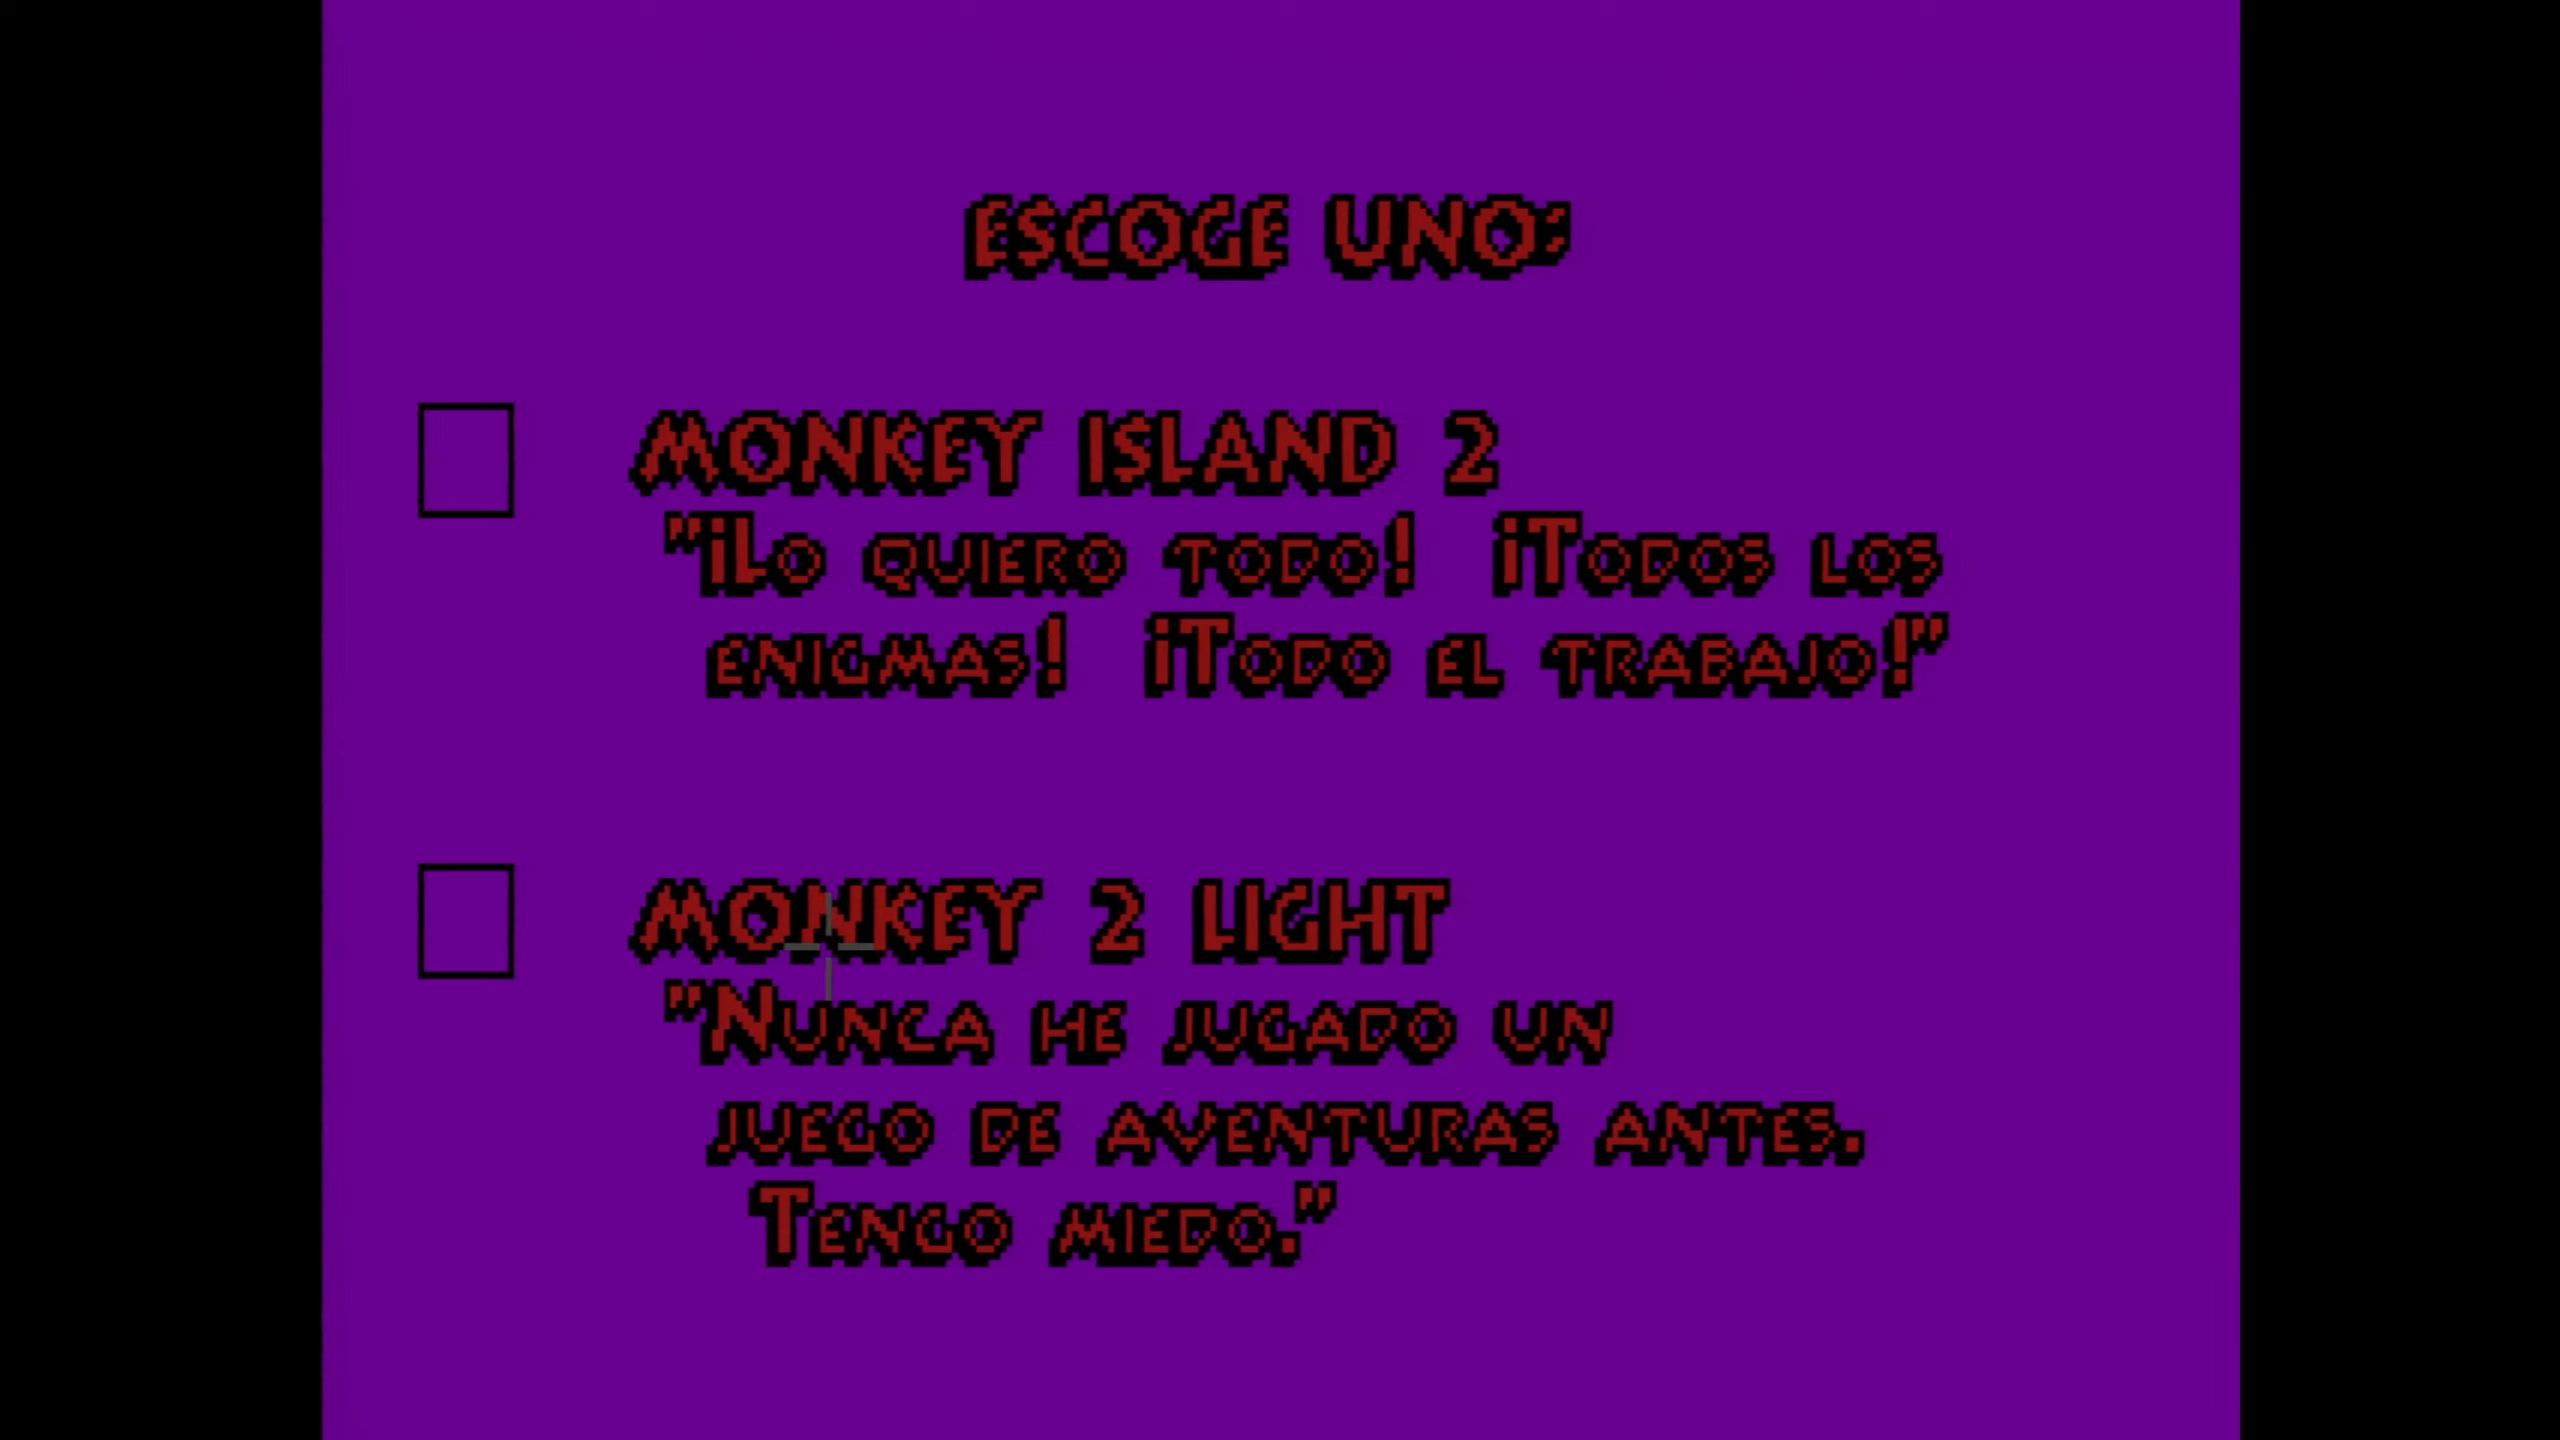 ESCOGE UNO:
MONKEY ISLAND 2
"¡Lo quiero todo! ¡Todos los
enigmas! ¡Todo el trabajo!"
MONKEY 2 LIGHT
"Nunca he jugado un
juego de aventuras antes.
Tengo miedo."